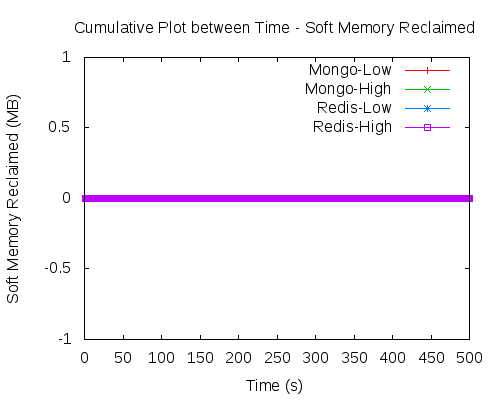 Cumulative Plot between Time - Soft Memory Reclaimed
Soft Memory Reclaimed (MB)
1
0.5
0
-0.5
-1
Mongo-Low
Mongo-High
Redis-Low
Redis-High
0 50 100 150 200 250 300 350 400 450 500
Time (s)